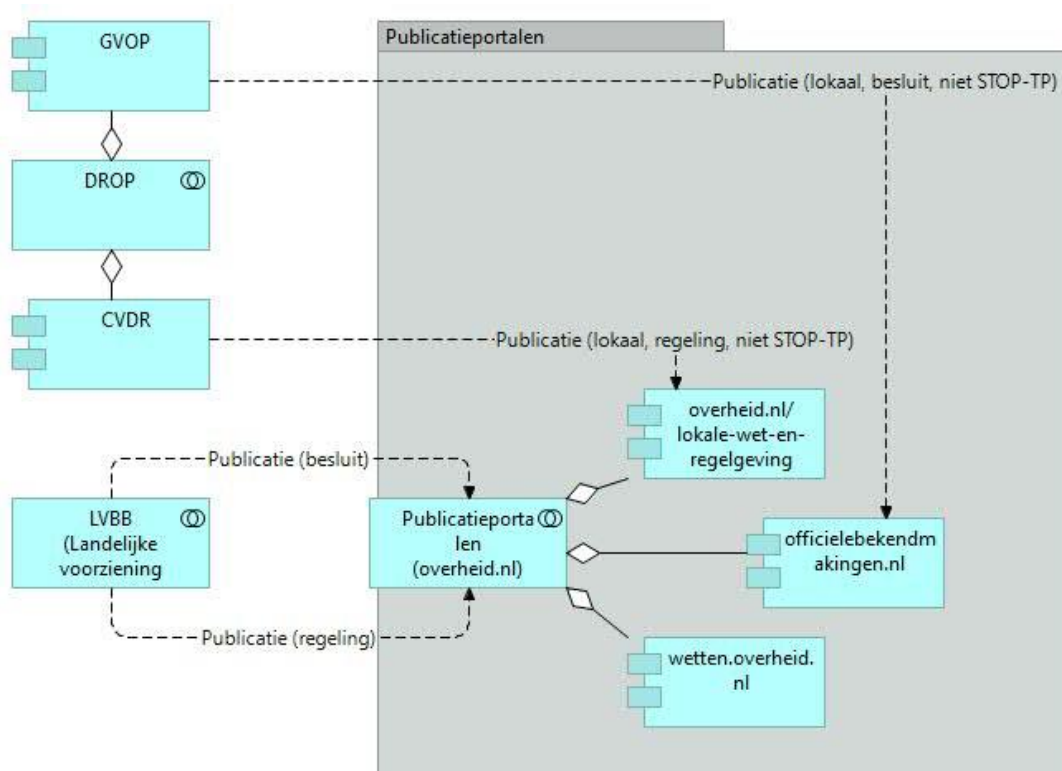 GVOP
Publicatieportalen
Publicatie (lokaal, besluit, niet STOP-TP)
DROP
CVDR
Publicatie (lokaal, regeling, niet STOP-TP)
overheid.nl/
lokale-wet-en-
regelgeving
Publicatie (besluit)
LVBB
(Landelijke
voorziening
Publicatieporta
len
(overheid.nl)
officielebekendm
akingen.nl
Publicatie (regeling)
wetten.overheid.
nl